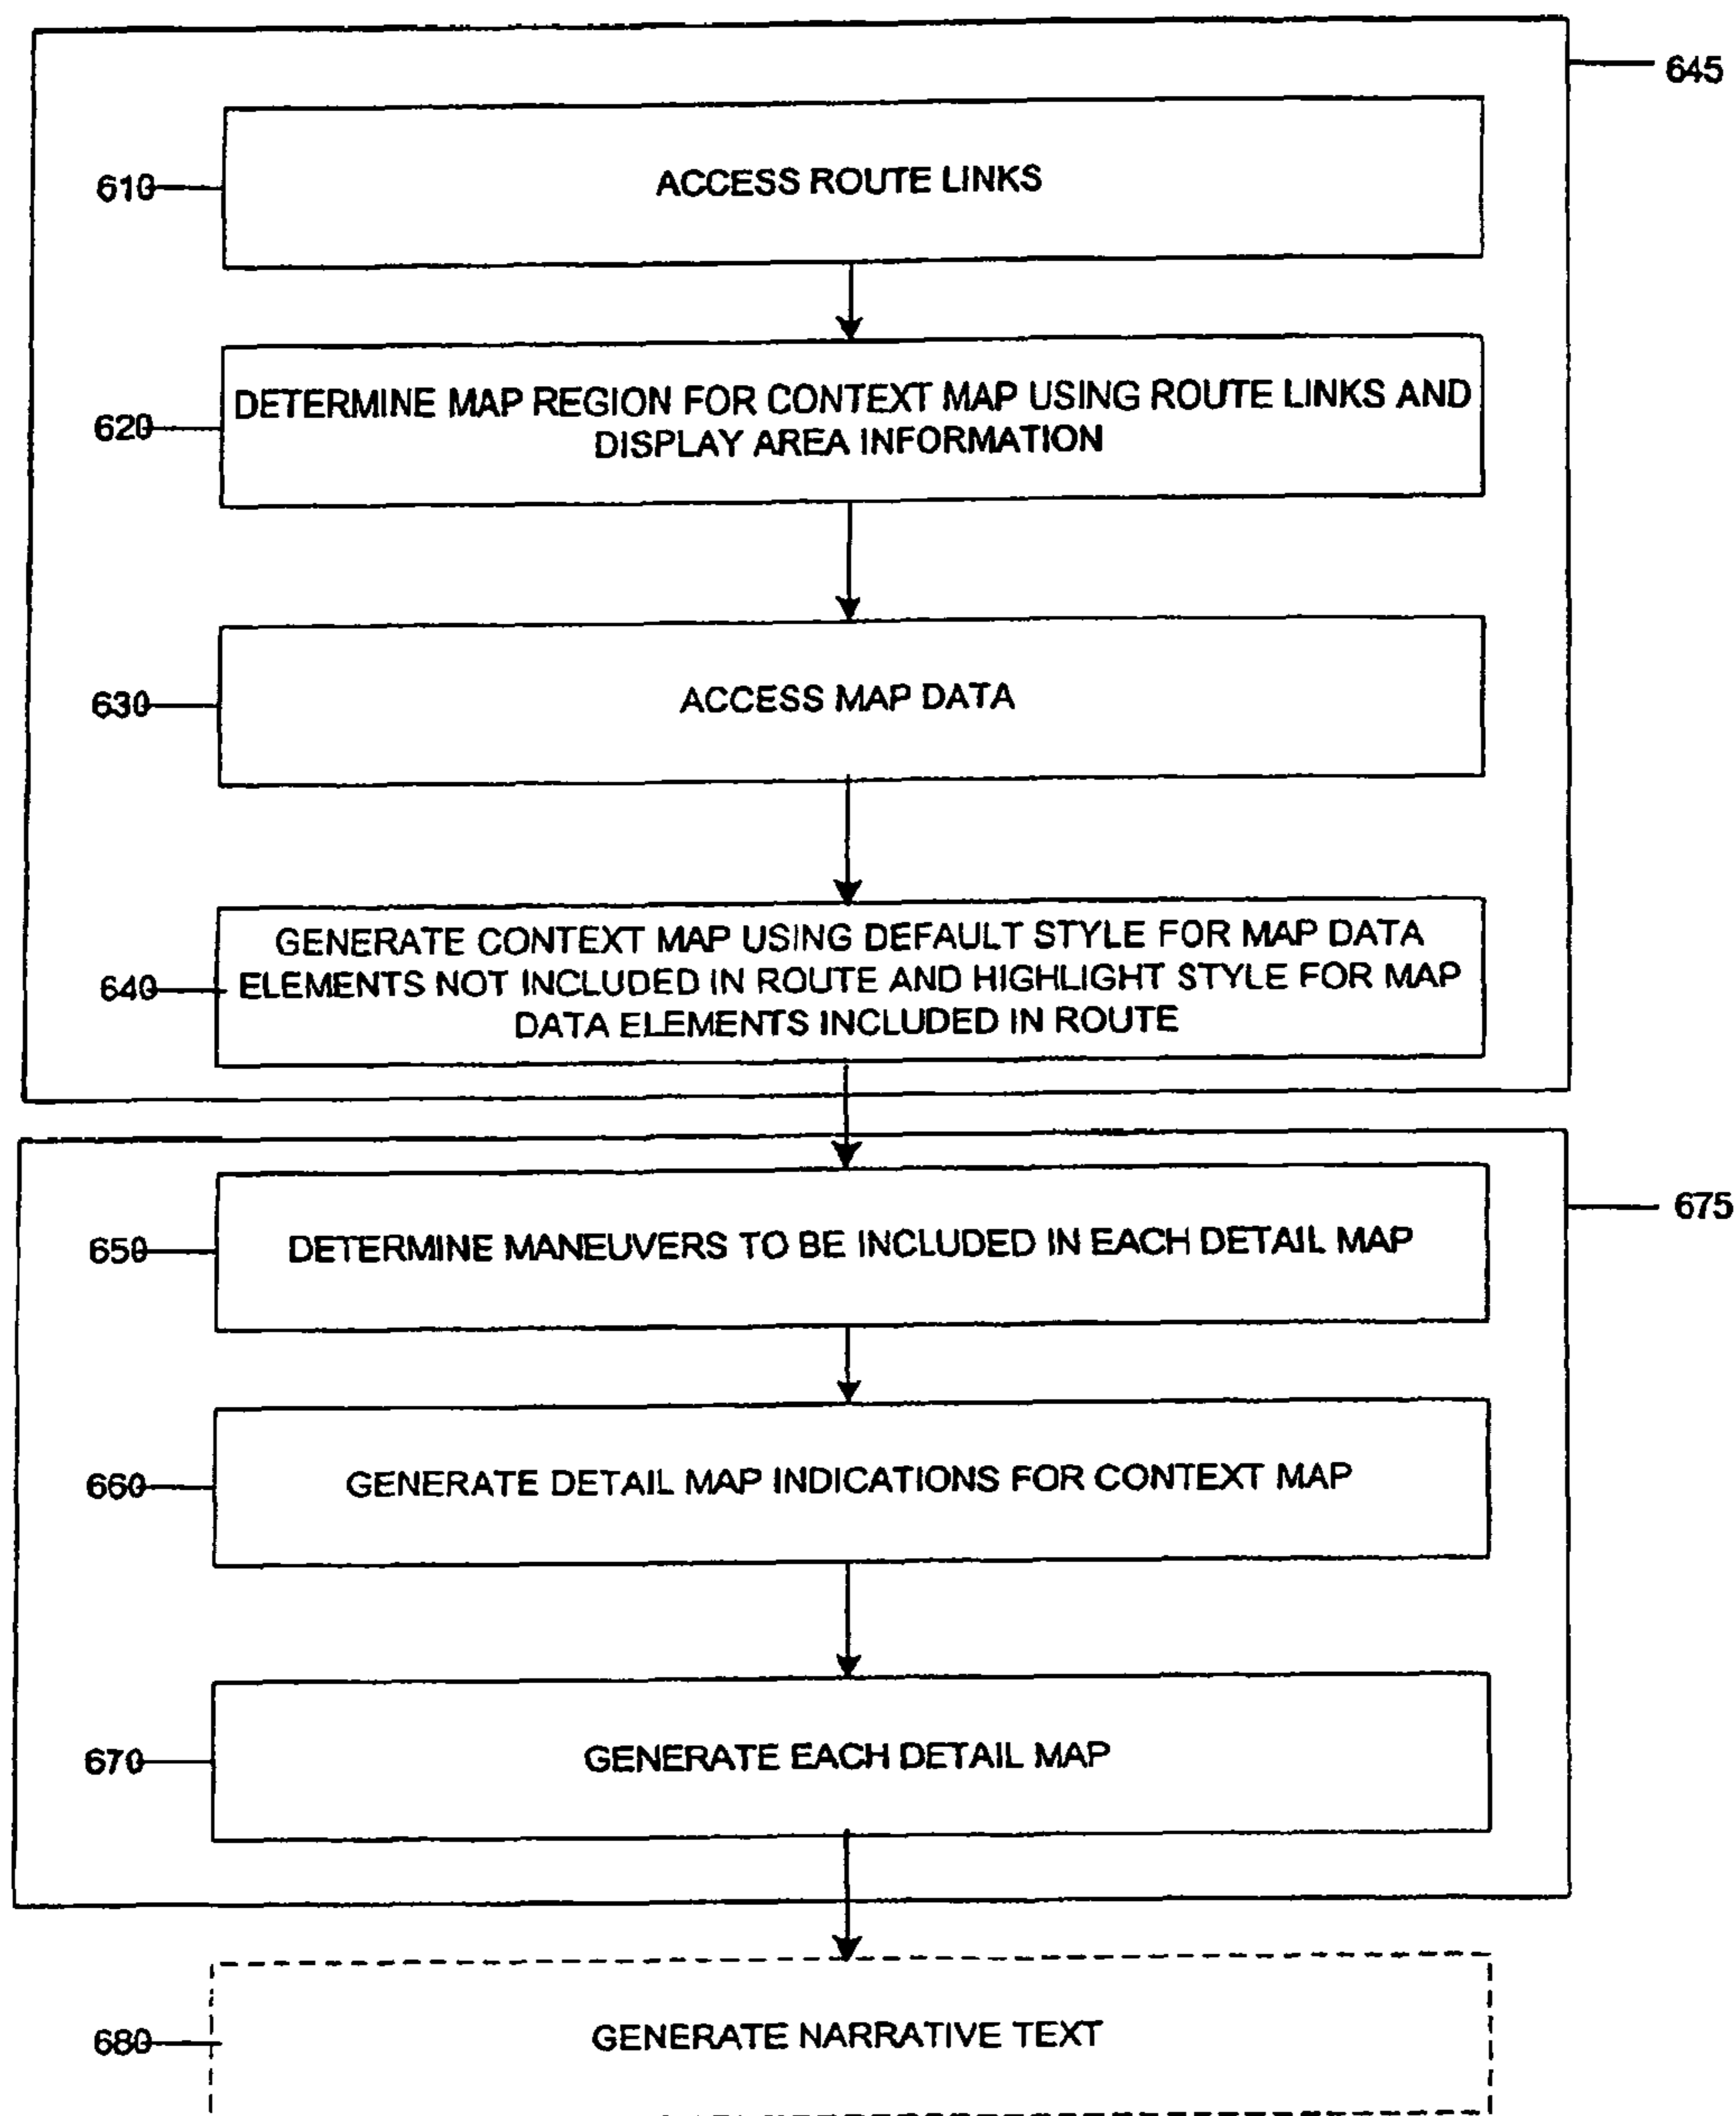 645
610
ACCESS ROUTE LINKS
620
DETERMINE MAP REGION FOR CONTEXT MAP USING ROUTE LINKS AND
DISPLAY AREA INFORMATION
630
ACCESS MAP DATA
640
GENERATE CONTEXT MAP USING DEFAULT STYLE FOR MAP DATA
ELEMENTS NOT INCLUDED IN ROUTE AND HIGHLIGHT STYLE FOR MAP
DATA ELEMENTS INCLUDED IN ROUTE
675
650
DETERMINE MANEUVERS TO BE INCLUDED IN EACH DETAIL MAP
660
GENERATE DETAIL MAP INDICATIONS FOR CONTEXT MAP
670
GENERATE EACH DETAIL MAP
680
GENERATE NARRATIVE TEXT